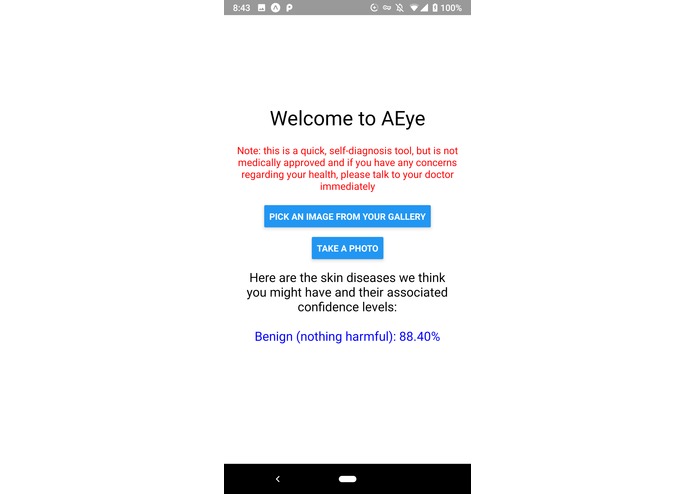 8:43
100%
Welcome to AEye
Note: this is a quick, self-diagnosis tool, but is not
medically approved and if you have any concerns
regarding your health, please talk to your doctor
immediately
PICK AN IMAGE FROM YOUR GALLERY
TAKE A PHOTO
Here are the skin diseases we think
you might have and their associated
confidence levels:
Benign (nothing harmful): 88.40%